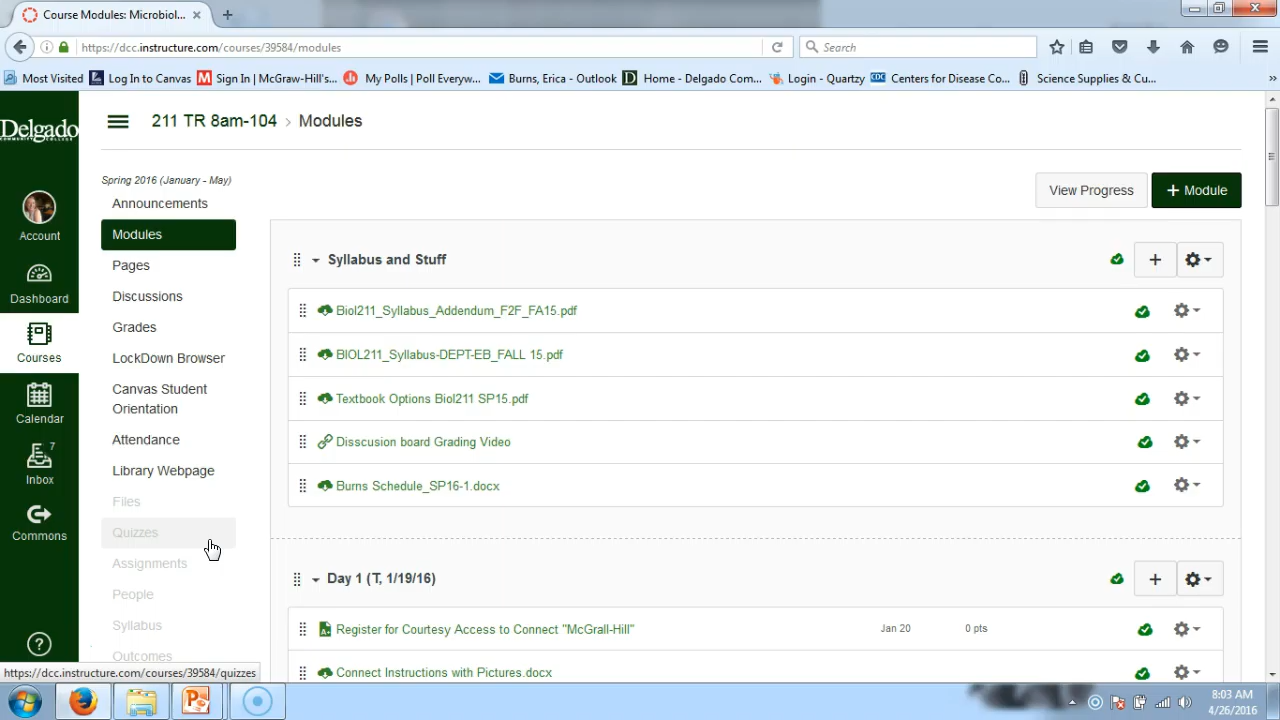 Course Modules: Microbiol...
https://dcc.instructure.com/courses/39584/modules
Search
Most Visited
Log In to Canvas
Sign In | McGraw-Hill's...
My Polls | Poll Everyw...
Burns, Erica - Outlook
Home - Delgado Com...
Login - Quartzy
Centers for Disease Co...
Science Supplies & Cu...
Delgado
COMMUNITY COLLEGE
Account
Dashboard
Courses
Calendar
7
Inbox
Commons
211 TR 8am-104 > Modules
Spring 2016 (January - May)
Announcements
Modules
Pages
Discussions
Grades
LockDown Browser
Canvas Student
Orientation
Attendance
Library Webpage
Files
Quizzes
Assignments
People
Syllabus
Outcomes
View Progress
+ Module
Syllabus and Stuff
Biol211_Syllabus_Addendum_F2F_FA15.pdf
BIOL211_Syllabus-DEPT-EB_FALL 15.pdf
Textbook Options Biol211 SP15.pdf
Disscusion board Grading Video
Burns Schedule_SP16-1.docx
Day 1 (T, 1/19/16)
Register for Courtesy Access to Connect "McGrall-Hill"
Jan 20
0 pts
Connect Instructions with Pictures.docx
https://dcc.instructure.com/courses/39584/quizzes
8:03 AM
4/26/2016